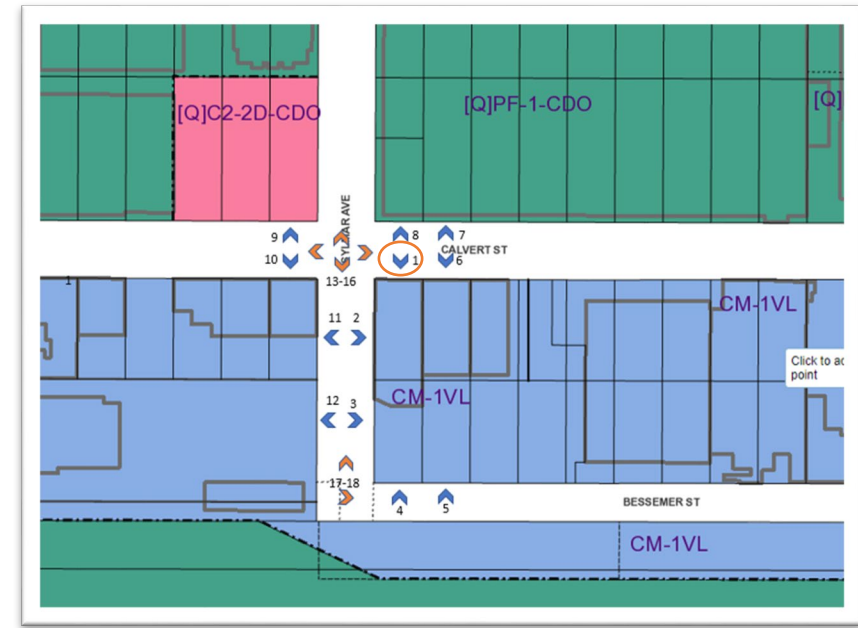 [Q]C2-2D-CDO
[Q]PF-1-CDO
[Q]
SYLMAR AVE
9
8
7
CALVERT ST
10
1
6
13-16
1
11 2
CM-1VL
Click to ad
point
CM-1VL
12 3
17-18
4
5
BESSEMER ST
CM-1VL